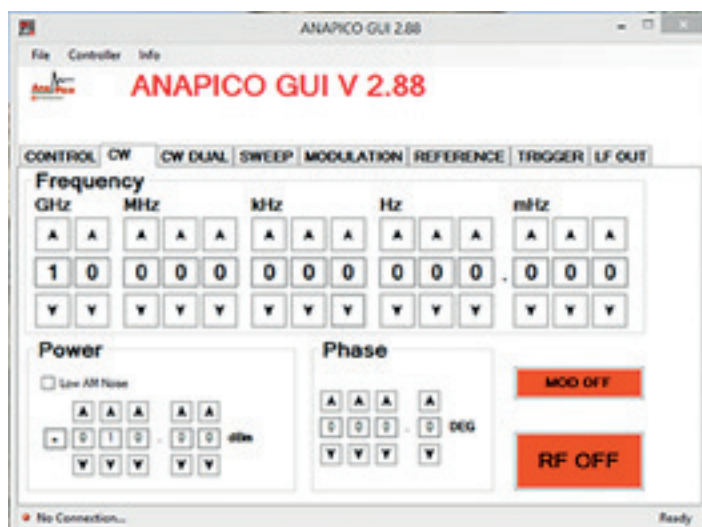 ANAPICO GUI 2.88
File Controller Info
ANAPICO GUI V 2.88
CONTROL CW CW DUAL SWEEP MODULATION REFERENCE TRIGGER LF OUT
Frequency
GHz MHz kHz Hz mHz
1 0 0 0 0 0 0 0 0 0 0 . 0 0 0
Power
Low AM Noise
0 1 0 . 0 0 dBm
Phase
0 0 0 . 0 DEG
MOD OFF
RF OFF
No Connection...
Ready